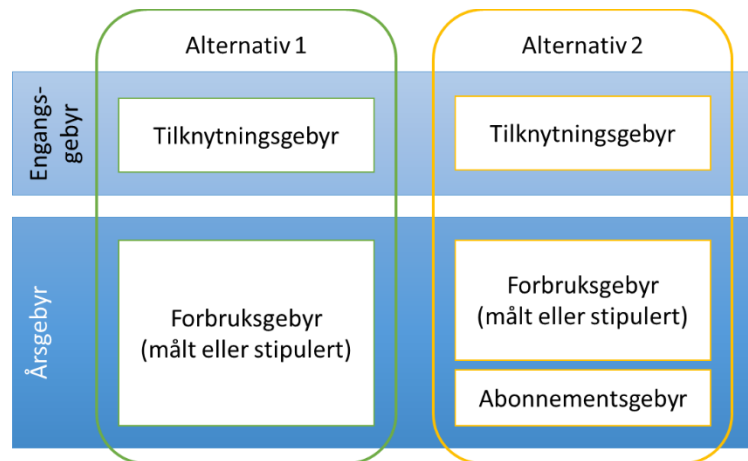 Alternativ 1
Alternativ 2
Engangs-
gebyr
Tilknytningsgebyr
Tilknytningsgebyr
Årsgebyr
Forbruksgebyr
(målt eller stipulert)
Forbruksgebyr
(målt eller stipulert)
Abonnementsgebyr